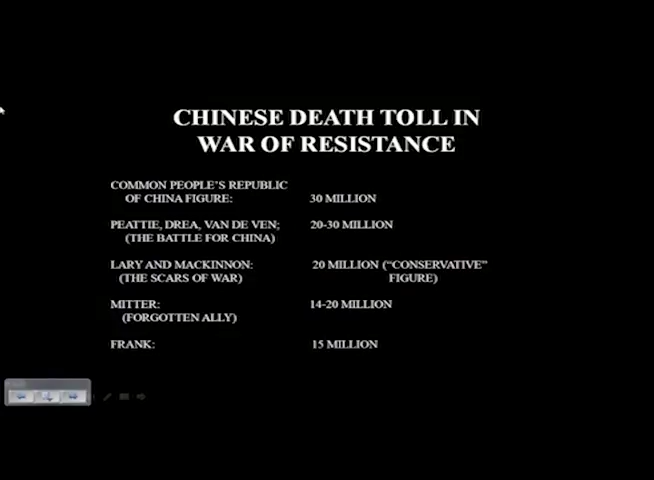 CHINESE DEATH TOLL IN
WAR OF RESISTANCE
COMMON PEOPLE'S REPUBLIC
OF CHINA FIGURE: 30 MILLION
PEATTIE, DREA, VAN DE VEN; 20-30 MILLION
(THE BATTLE FOR CHINA)
LARY AND MACKINNON: 20 MILLION ("CONSERVATIVE"
(THE SCARS OF WAR) FIGURE)
MITTER: 14-20 MILLION
(FORGOTTEN ALLY)
FRANK: 15 MILLION